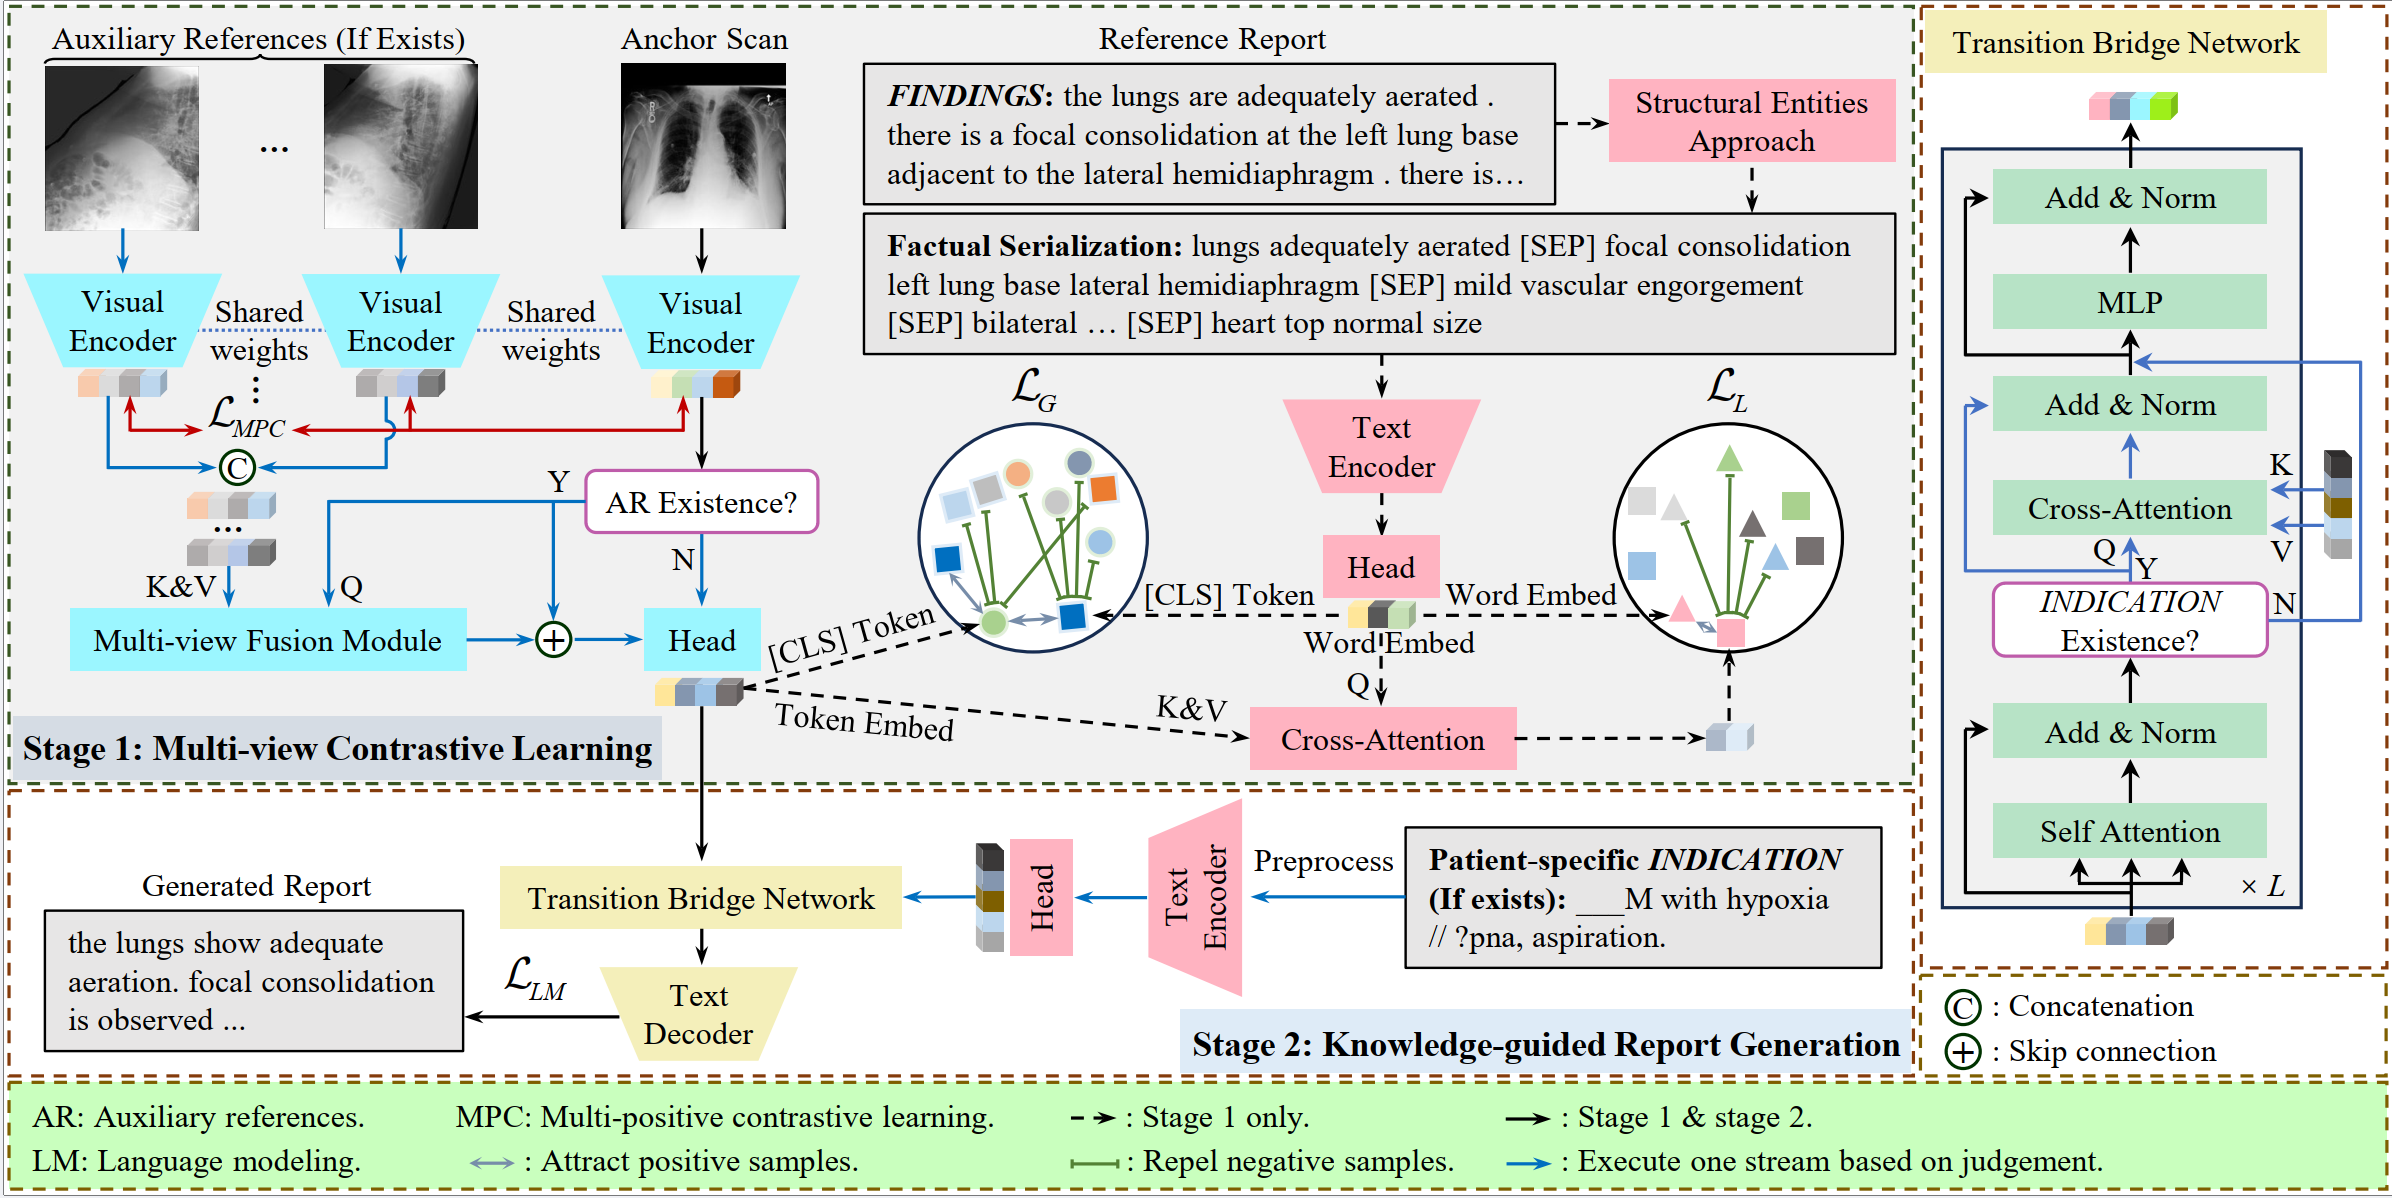 Auxiliary References (If Exists)
Anchor Scan
...
Visual
Encoder
Shared
weights
Visual
Encoder
Shared
weights
Visual
Encoder
ℒMPC
C
...
K&V
Q
Y
AR Existence?
N
Multi-view Fusion Module
+
Head
[CLS] Token
Token Embed
K&V
Stage 1: Multi-view Contrastive Learning
Reference Report
FINDINGS: the lungs are adequately aerated .
there is a focal consolidation at the left lung base
adjacent to the lateral hemidiaphragm . there is…
Structural Entities
Approach
Factual Serialization: lungs adequately aerated [SEP] focal consolidation
left lung base lateral hemidiaphragm [SEP] mild vascular engorgement
[SEP] bilateral … [SEP] heart top normal size
ℒG
Text
Encoder
ℒL
Head
[CLS] Token
Word Embed
Word Embed
Q
Cross-Attention
Generated Report
the lungs show adequate
aeration. focal consolidation
is observed ...
ℒLM
Transition Bridge Network
Text
Decoder
Head
Text
Encoder
Preprocess
Patient-specific INDICATION
(If exists): ___M with hypoxia
// ?pna, aspiration.
Stage 2: Knowledge-guided Report Generation
Transition Bridge Network
Add & Norm
MLP
Add & Norm
K
Cross-Attention
V
Q
Y
INDICATION
Existence?
N
Add & Norm
Self Attention
× L
C : Concatenation
+ : Skip connection
AR: Auxiliary references.
MPC: Multi-positive contrastive learning.
: Stage 1 only.
: Stage 1 & stage 2.
LM: Language modeling.
: Attract positive samples.
: Repel negative samples.
: Execute one stream based on judgement.